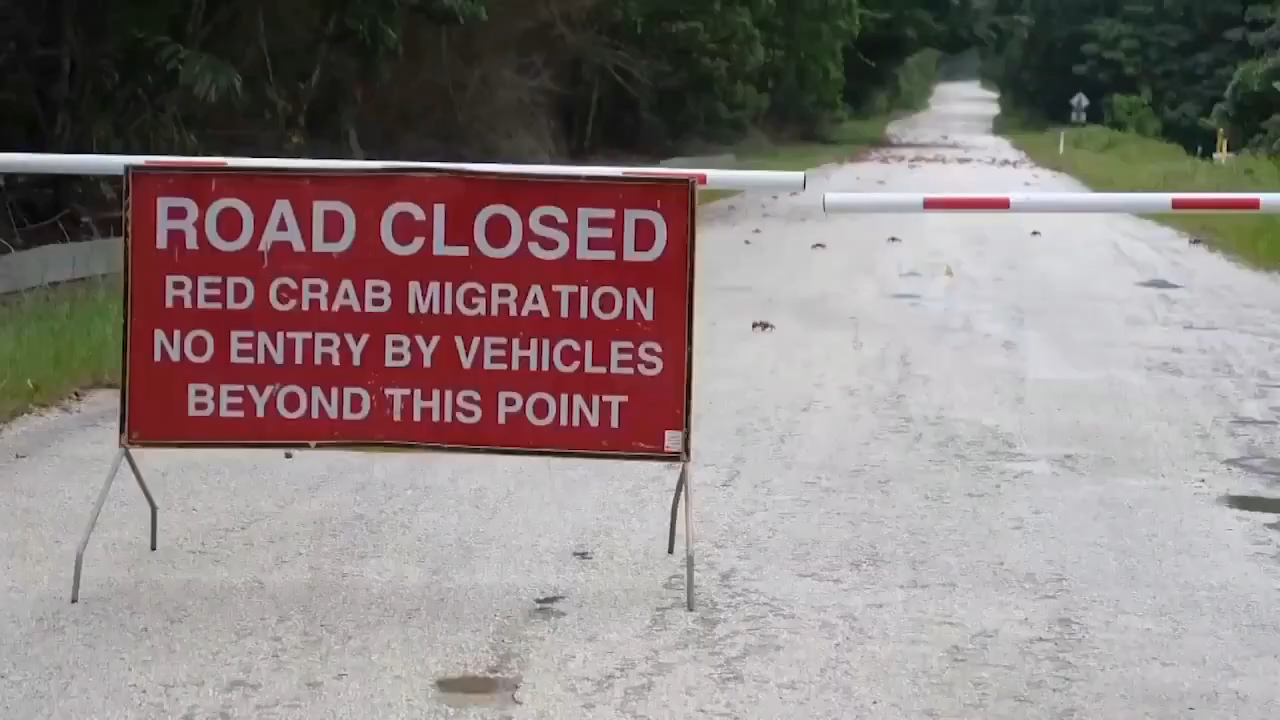 ROAD CLOSED
RED CRAB MIGRATION
NO ENTRY BY VEHICLES
BEYOND THIS POINT